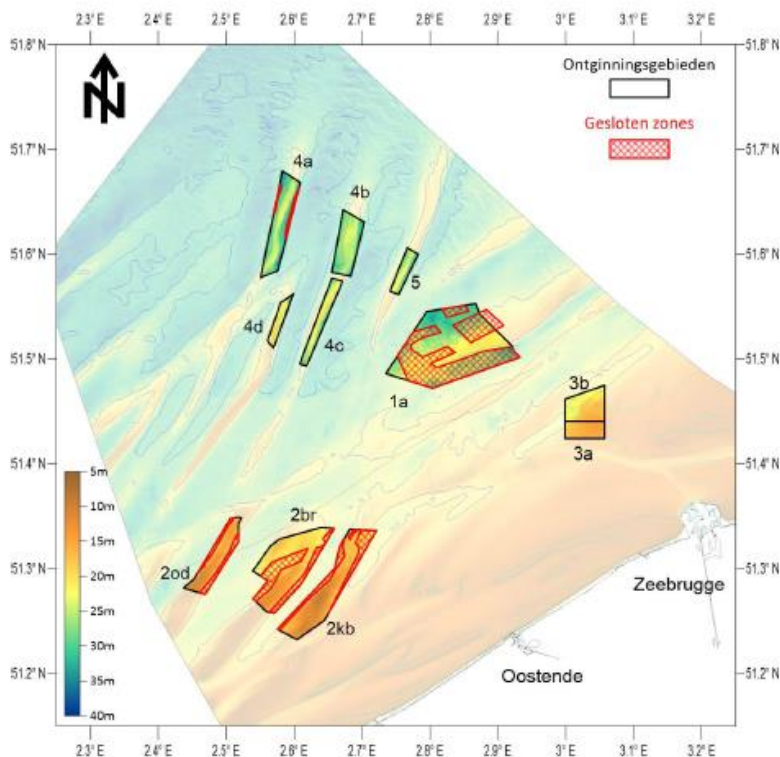 2.3°E 2.4°E 2.5°E 2.6°E 2.7°E 2.8°E 2.9°E 3°E 3.1°E 3.2°E
51.8°N 51.8°N
N
Ontginningsgebieden
Gesloten zones
51.7°N 51.7°N
4a
4b
51.6°N 51.6°N
5
4d
4c
51.5°N 51.5°N
1a
3b
3a
51.4°N 51.4°N
5m
10m
15m
20m
25m
30m
35m
40m
2br
2od
2kb
51.3°N 51.3°N
Zeebrugge
Oostende
51.2°N 51.2°N
2.3°E 2.4°E 2.5°E 2.6°E 2.7°E 2.8°E 2.9°E 3°E 3.1°E 3.2°E